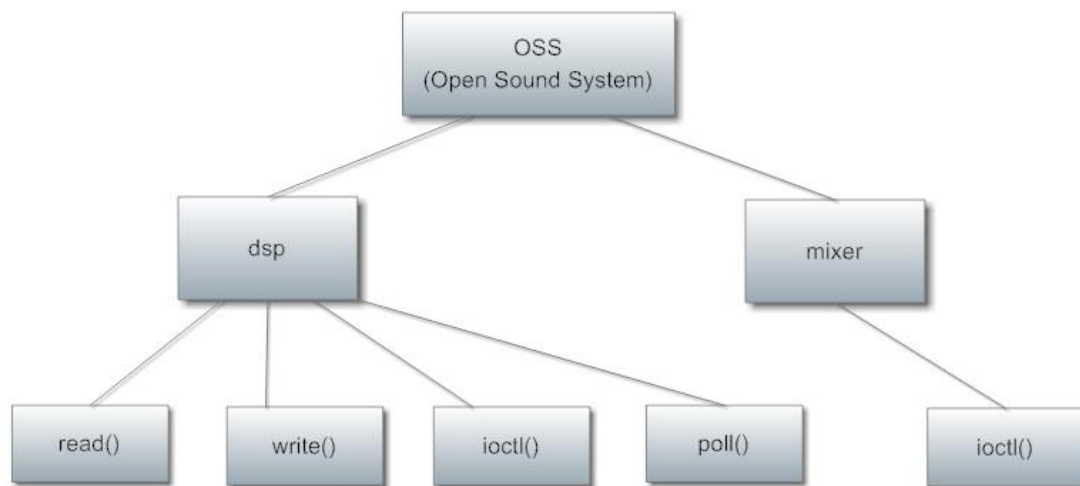 OSS
(Open Sound System)
dsp
mixer
read()
write()
ioctl()
poll()
ioctl()